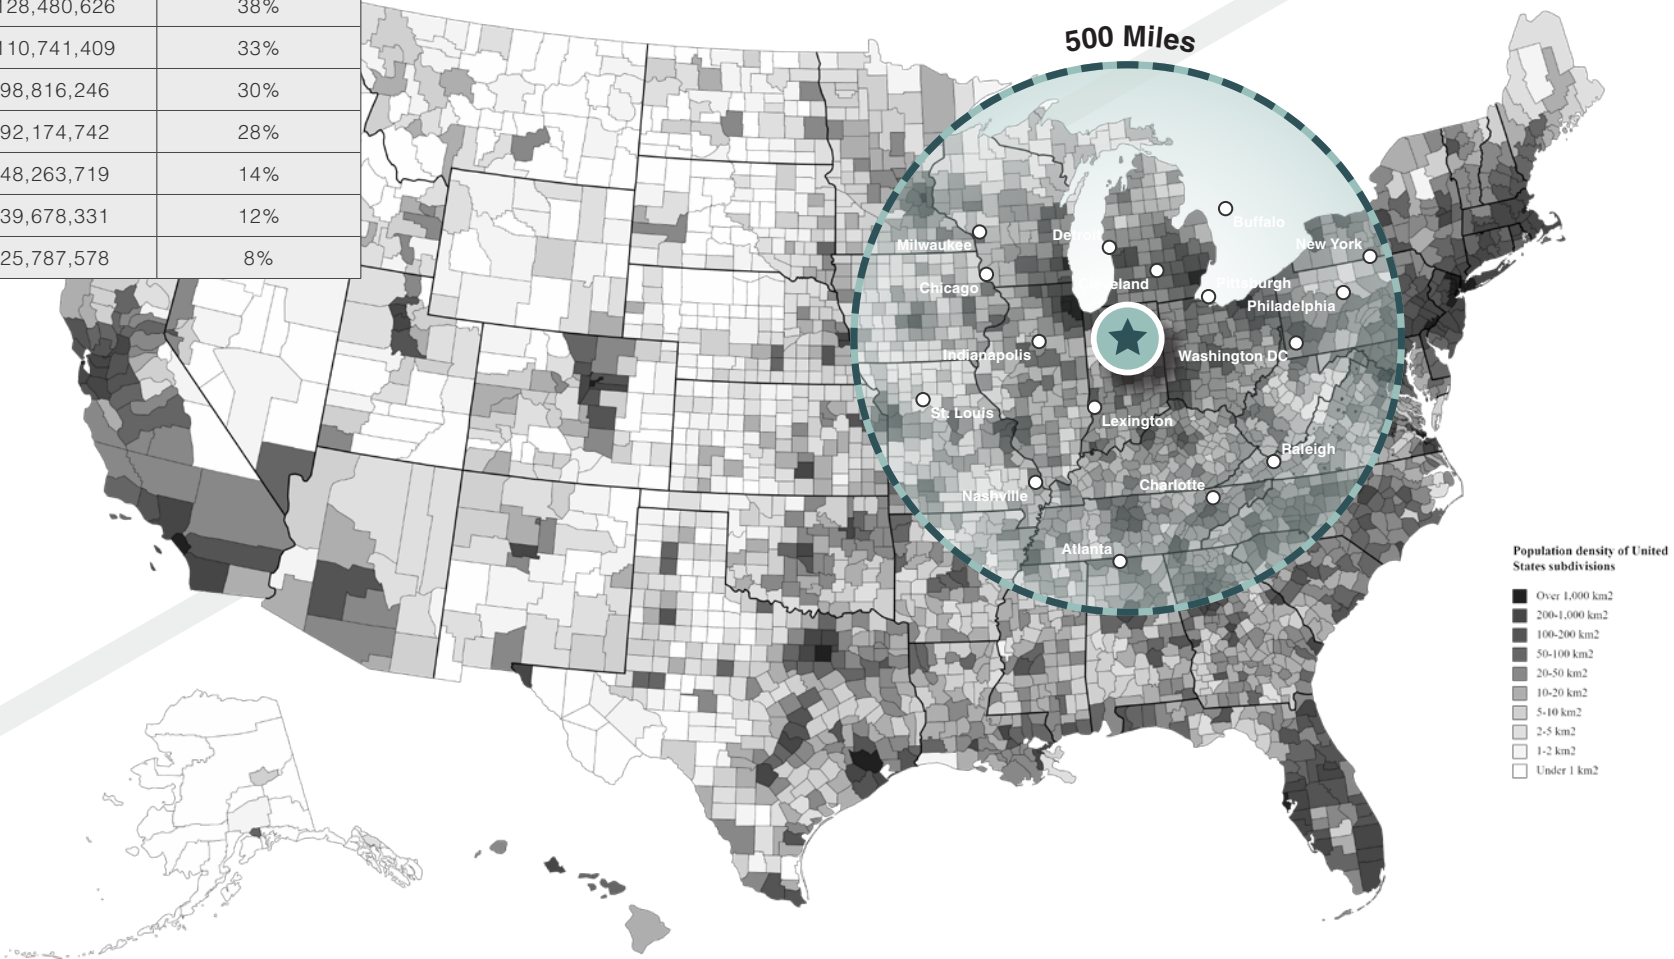 128,480,626 38%
110,741,409 33%
98,816,246 30%
92,174,742 28%
48,263,719 14%
39,678,331 12%
25,787,578 8%
500 Miles
Buffalo
Detroit
Milwaukee
New York
Chicago
Cleveland
Pittsburgh
Philadelphia
Indianapolis
Washington DC
St. Louis
Lexington
Raleigh
Nashville
Charlotte
Atlanta
Population density of United
States subdivisions
Over 1,000 km2
200-1,000 km2
100-200 km2
50-100 km2
20-50 km2
10-20 km2
5-10 km2
2-5 km2
1-2 km2
Under 1 km2